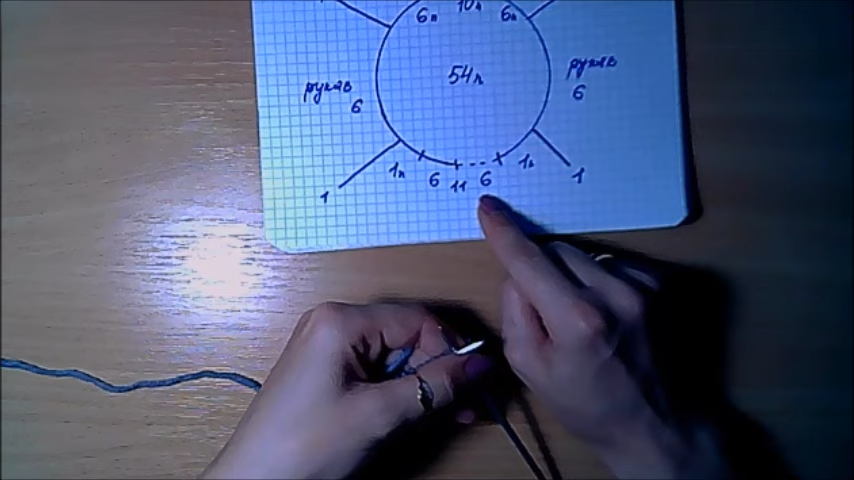 6п 10п 6п
54п
рукав
6
рукав
6
1п 6 11 6 1п
1 1